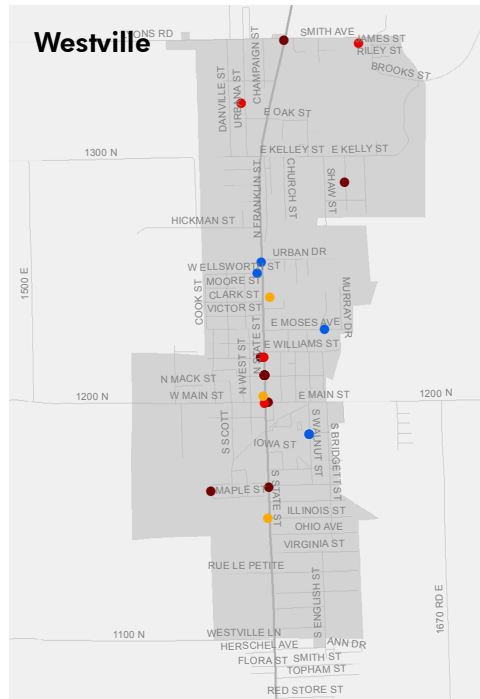 Westville
ONS RD
SMITH AVE
JAMES ST
RILEY ST
BROOKS ST
DANVILLE ST
URBANA ST
CHAMPAIGN ST
E OAK ST
1300 N
E KELLEY ST
E KELLY ST
N FRANKLIN ST
CHURCH ST
SHAW ST
HICKMAN ST
URBAN DR
W ELLSWORTH ST
MOORE ST
CLARK ST
VICTOR ST
COOK ST
1500 E
MURRAY DR
E MOSES AVE
E WILLIAMS ST
N WEST ST
N STATE ST
N MACK ST
W MAIN ST
E MAIN ST
1200 N
1200 N
S SCOTT
IOWA ST
S WALNUT ST
S BRIDGETT ST
MAPLE ST
S STATE ST
ILLINOIS ST
OHIO AVE
VIRGINIA ST
RUE LE PETITE
S ENGLISH ST
1670 RD E
1100 N
WESTVILLE LN
HERSCHEL AVE
ANN DR
FLORA ST
SMITH ST
TOPHAM ST
RED STORE ST